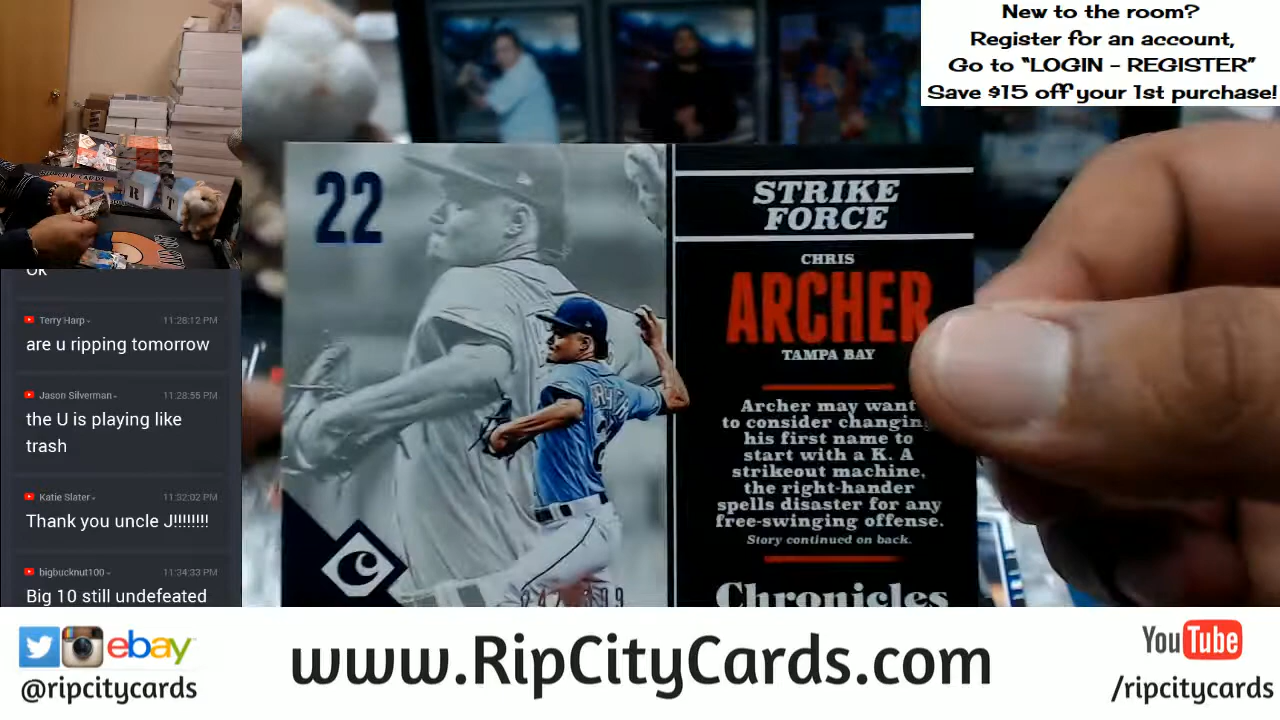 New to the room?
Register for an account,
Go to "LOGIN - REGISTER"
Save $15 off your 1st purchase!
22
STRIKE
FORCE
CHRIS
ARCHER
TAMPA BAY
Archer may want
to consider changing
his first name to
start with a K. A
strikeout machine,
the right-hander
spells disaster for any
free-swinging offense.
Story continued on back.
Chronicles
C
Ok
Terry Harp 11:28:12 PM
are u ripping tomorrow
Jason Silverman 11:28:55 PM
the U is playing like
trash
Katie Slater 11:32:02 PM
Thank you uncle J!!!!!!!!
bigbucknut100 11:34:33 PM
Big 10 still undefeated
ebay
@ripcitycards
www.RipCityCards.com
YouTube
/ripcitycards